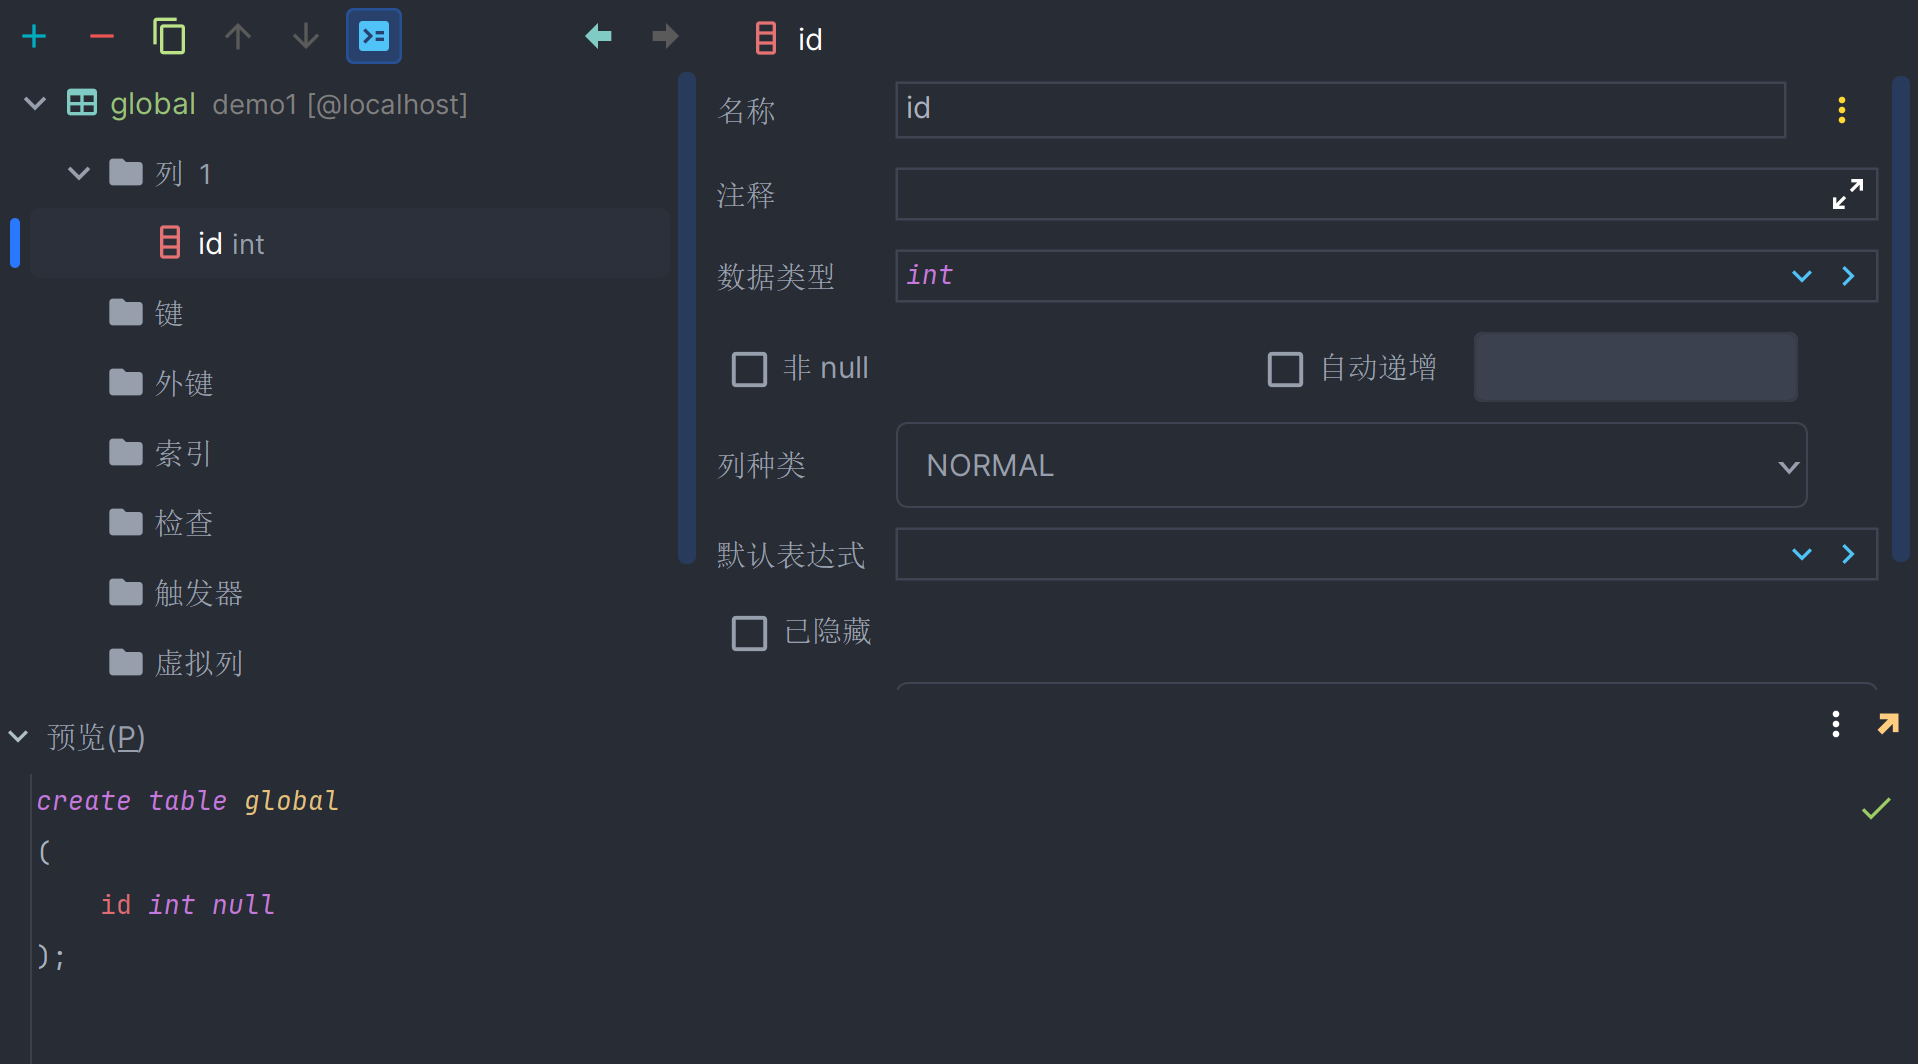 id
global demo1 [@localhost]
列 1
id int
键
外键
索引
检查
触发器
虚拟列
名称 id
注释
数据类型 int
非 null 自动递增
列种类 NORMAL
默认表达式
已隐藏
预览(P)
create table global
(
    id int null
);